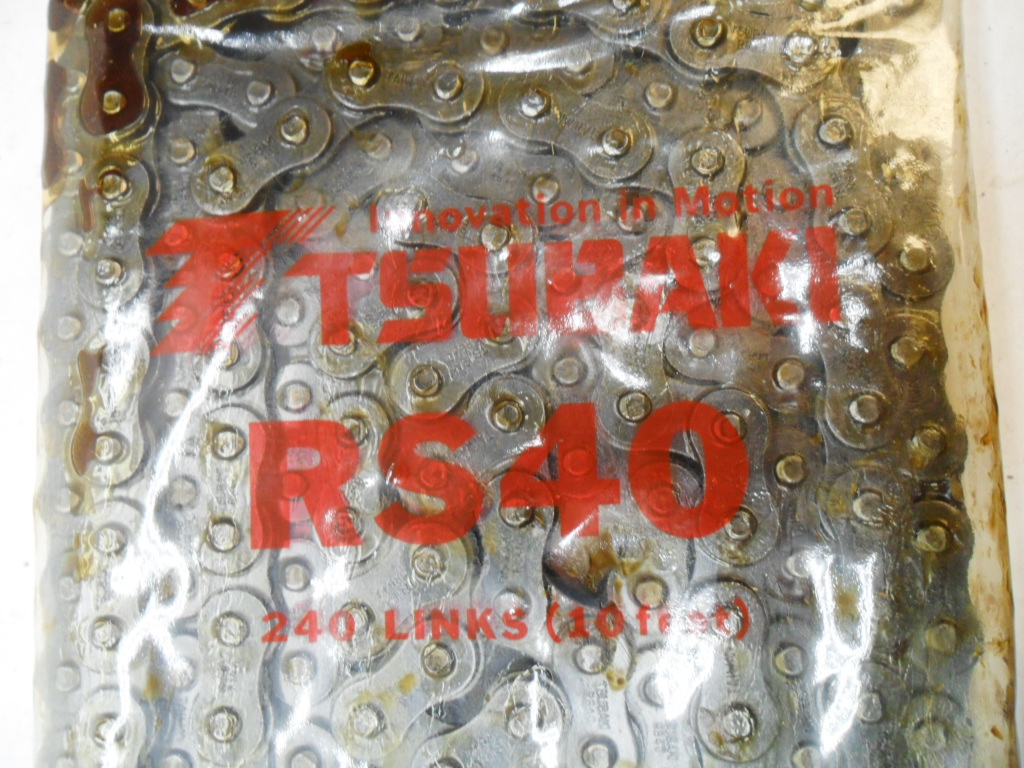 Innovation in Motion
TSUBAKI
RS40
240 LINKS (10 feet)